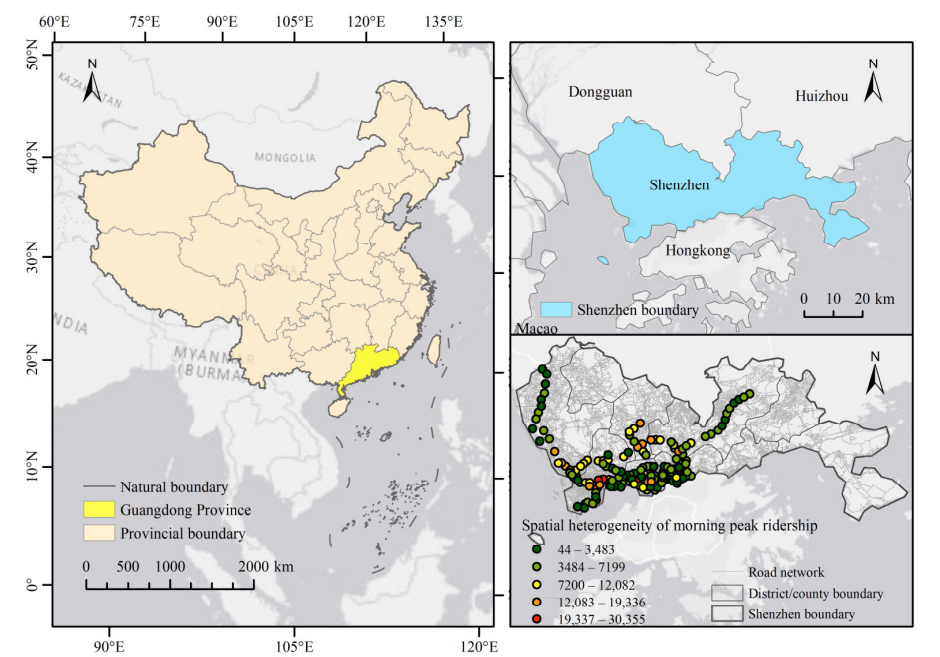 60°E 75°E 90°E 105°E 120°E 135°E
50°N
40°N
30°N
20°N
10°N
0°
N
KAZAKHSTAN
MONGOLIA
CHINA
NDIA
MYANMAR
(BURMA)
Natural boundary
Guangdong Province
Provincial boundary
0 500 1000 2000 km
90°E 105°E 120°E
Dongguan
Huizhou
N
Shenzhen
Hongkong
0 10 20 km
Shenzhen boundary
Macao
N
Spatial heterogeneity of morning peak ridership
44 – 3,483
3484 – 7199
7200 – 12,082
12,083 – 19,336
19,337 – 30,355
Road network
District/county boundary
Shenzhen boundary